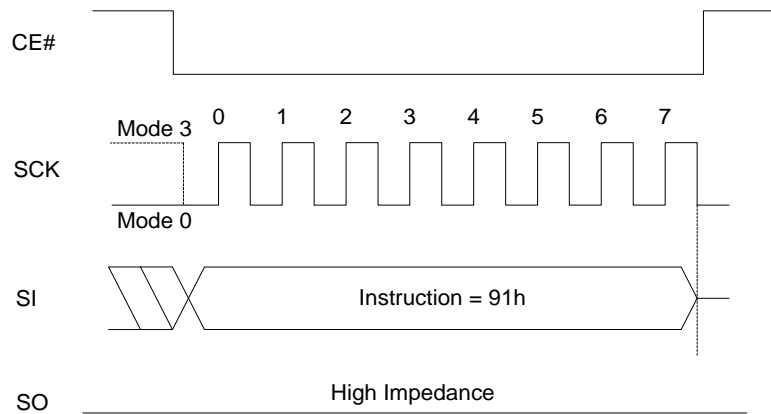 CE#
0 1 2 3 4 5 6 7
Mode 3
SCK
Mode 0
SI
Instruction = 91h
High Impedance
SO